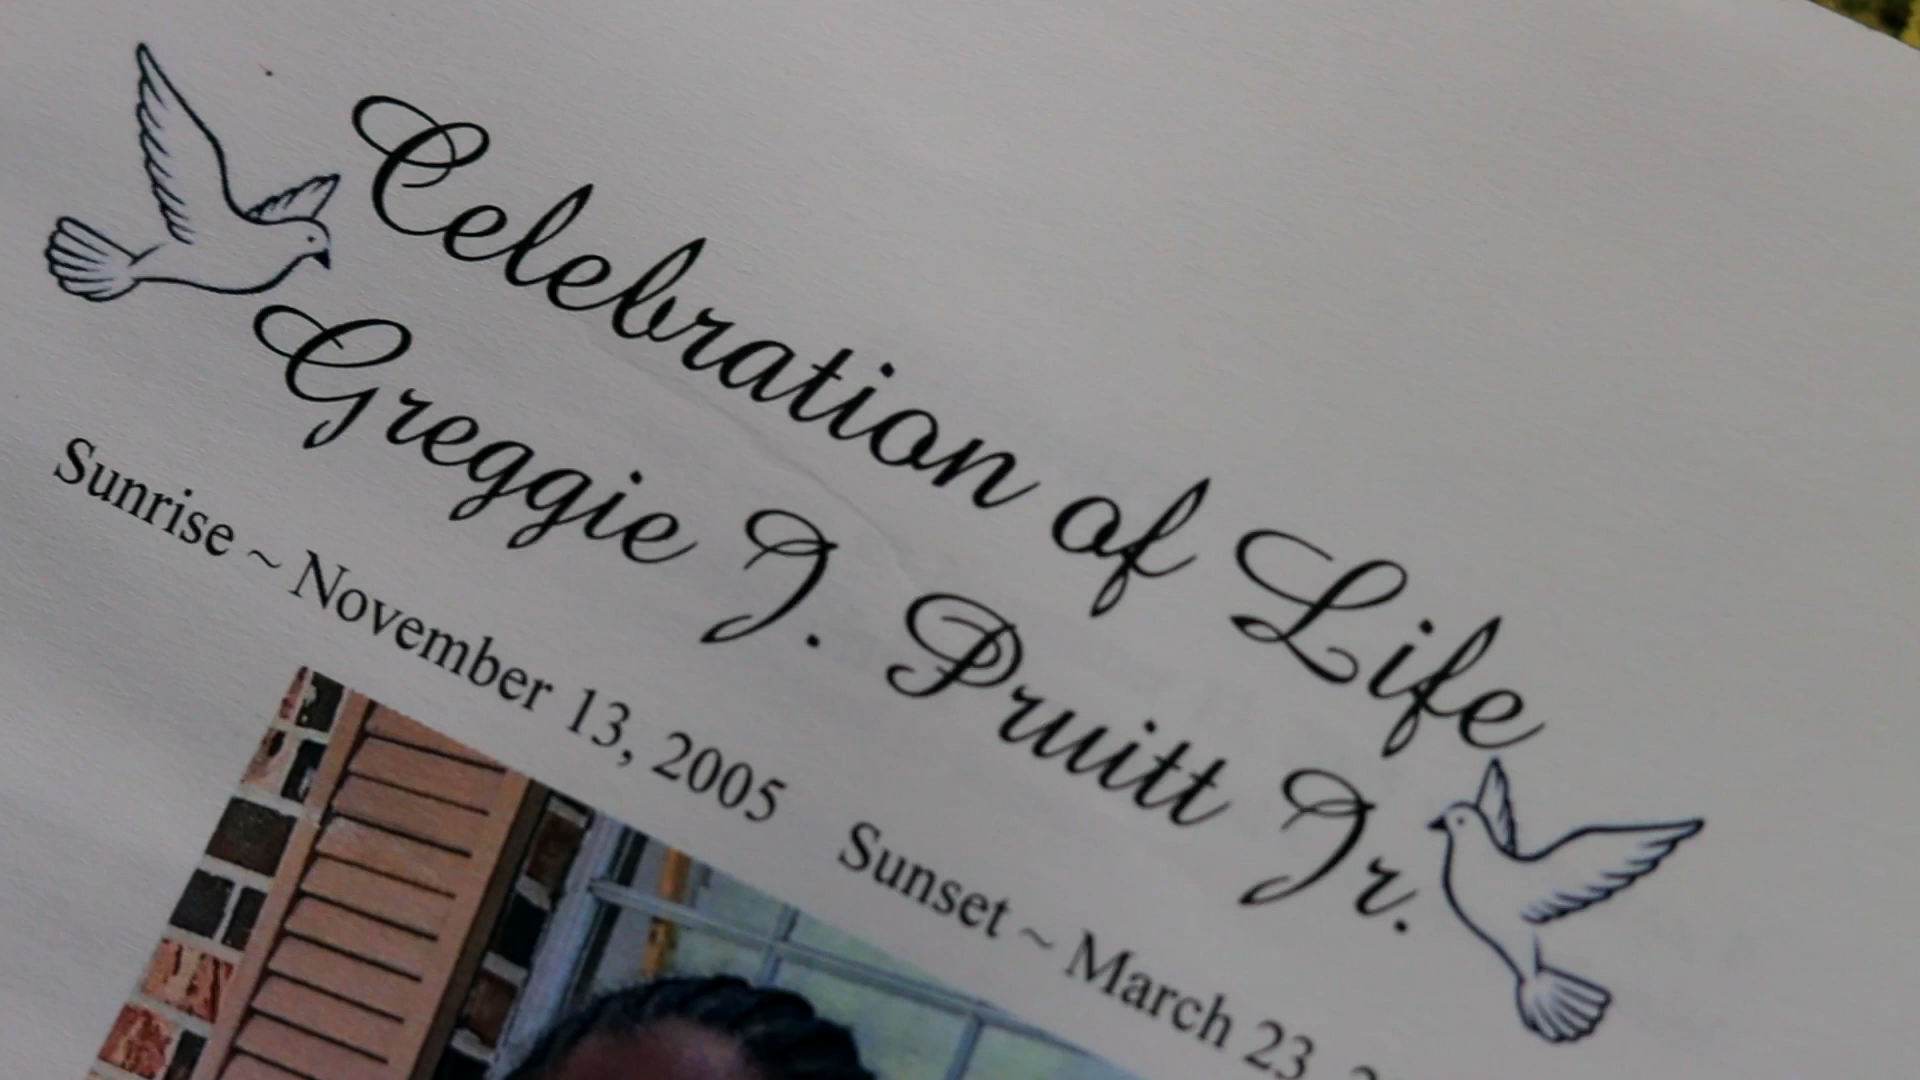 Celebration of Life
Greggie J. Pruitt Jr.
Sunrise ~ November 13, 2005 Sunset ~ March 23,